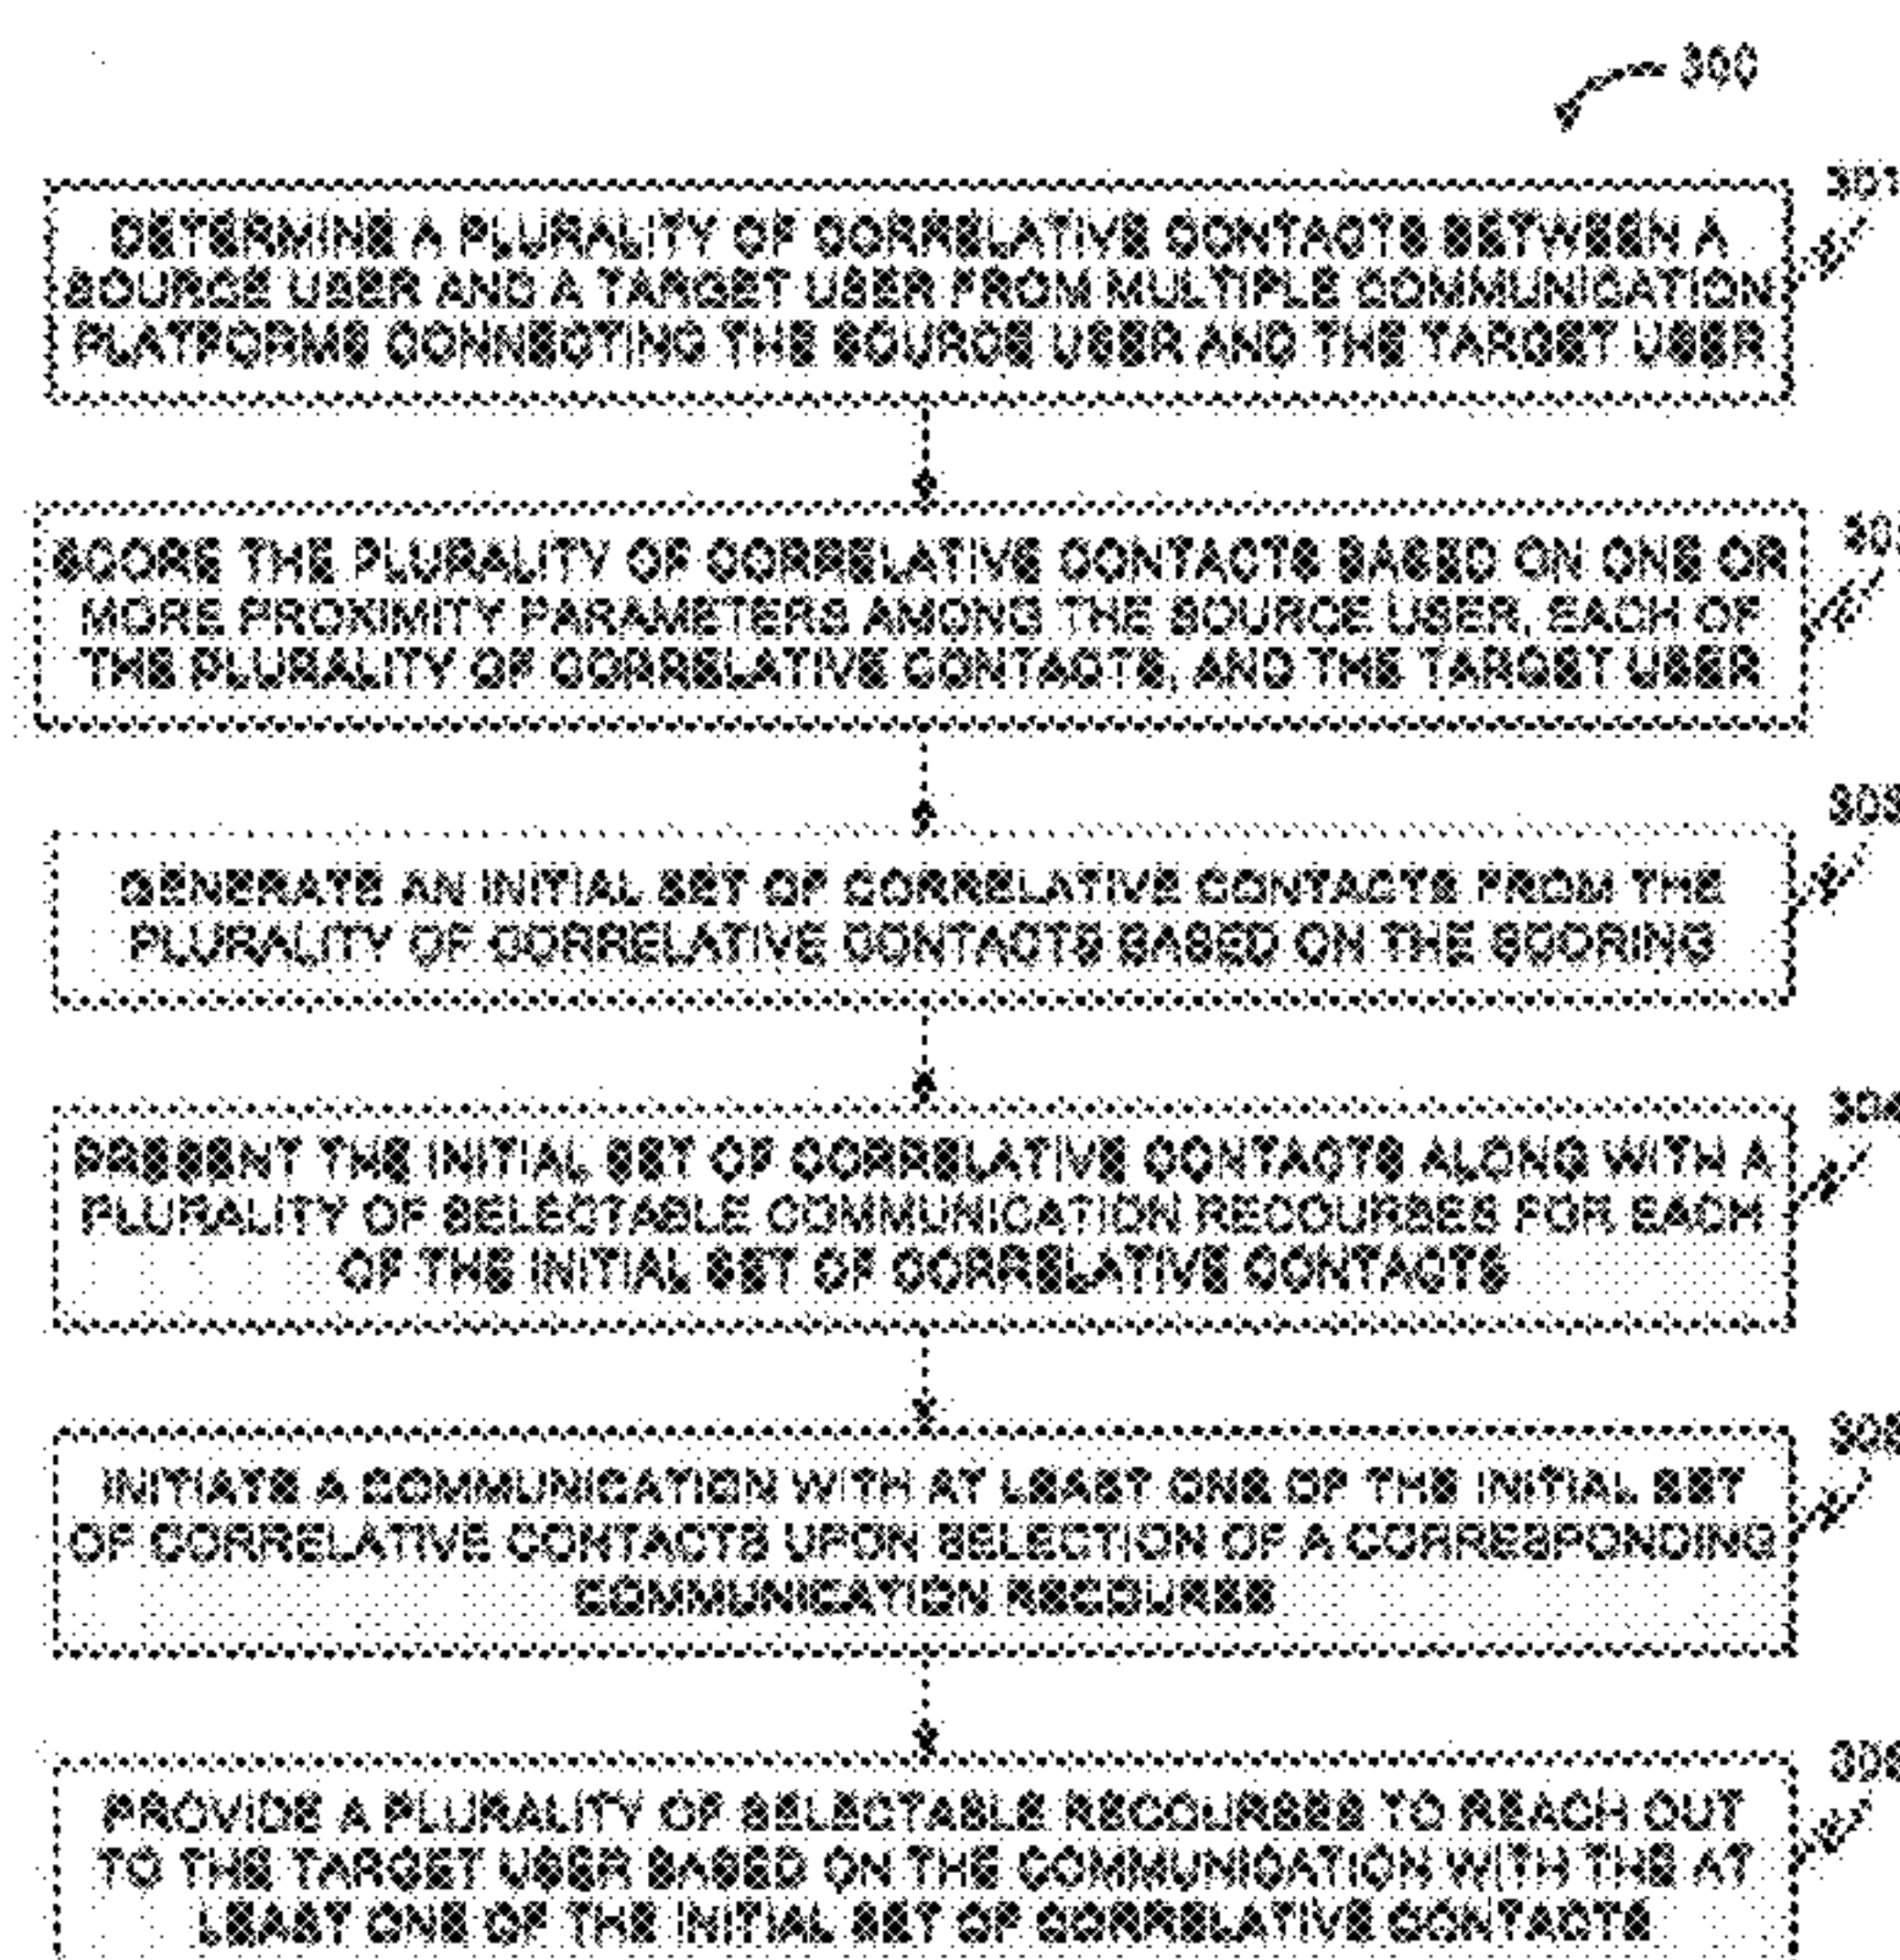 300
301
DETERMINE A PLURALITY OF CORRELATIVE CONTACTS BETWEEN A
SOURCE USER AND A TARGET USER FROM MULTIPLE COMMUNICATION
PLATFORMS CONNECTING THE SOURCE USER AND THE TARGET USER
SCORE THE PLURALITY OF CORRELATIVE CONTACTS BASED ON ONE OR
MORE PROXIMITY PARAMETERS AMONG THE SOURCE USER, EACH OF
THE PLURALITY OF CORRELATIVE CONTACTS, AND THE TARGET USER
303
GENERATE AN INITIAL SET OF CORRELATIVE CONTACTS FROM THE
PLURALITY OF CORRELATIVE CONTACTS BASED ON THE SCORING
304
PRESENT THE INITIAL SET OF CORRELATIVE CONTACTS ALONG WITH A
PLURALITY OF SELECTABLE COMMUNICATION RECOURSES FOR EACH
OF THE INITIAL SET OF CORRELATIVE CONTACTS
305
INITIATE A COMMUNICATION WITH AT LEAST ONE OF THE INITIAL SET
OF CORRELATIVE CONTACTS UPON SELECTION OF A CORRESPONDING
COMMUNICATION RECOURSE
306
PROVIDE A PLURALITY OF SELECTABLE RECOURSES TO REACH OUT
TO THE TARGET USER BASED ON THE COMMUNICATION WITH THE AT
LEAST ONE OF THE INITIAL SET OF CORRELATIVE CONTACTS